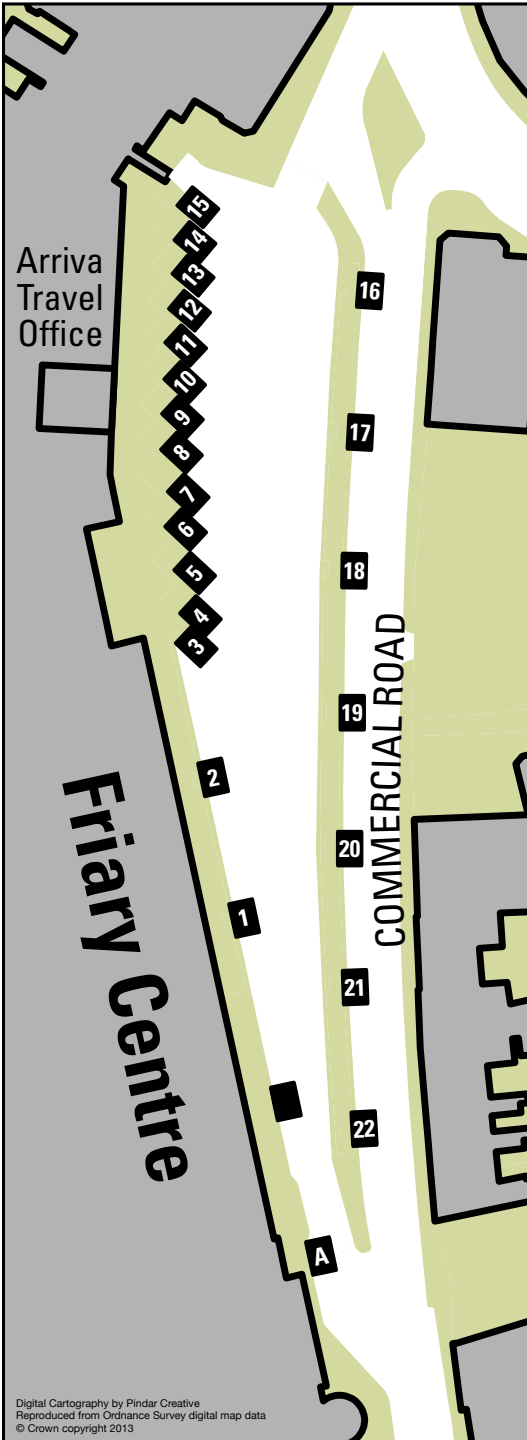 15
14
Arriva
Travel
Office
13
16
12
11
10
9
17
8
7
6
5
18
4
3
COMMERCIAL ROAD
19
2
20
Friary Centre
1
21
22
A
Digital Cartography by Pindar Creative
Reproduced from Ordnance Survey digital map data
© Crown copyright 2013